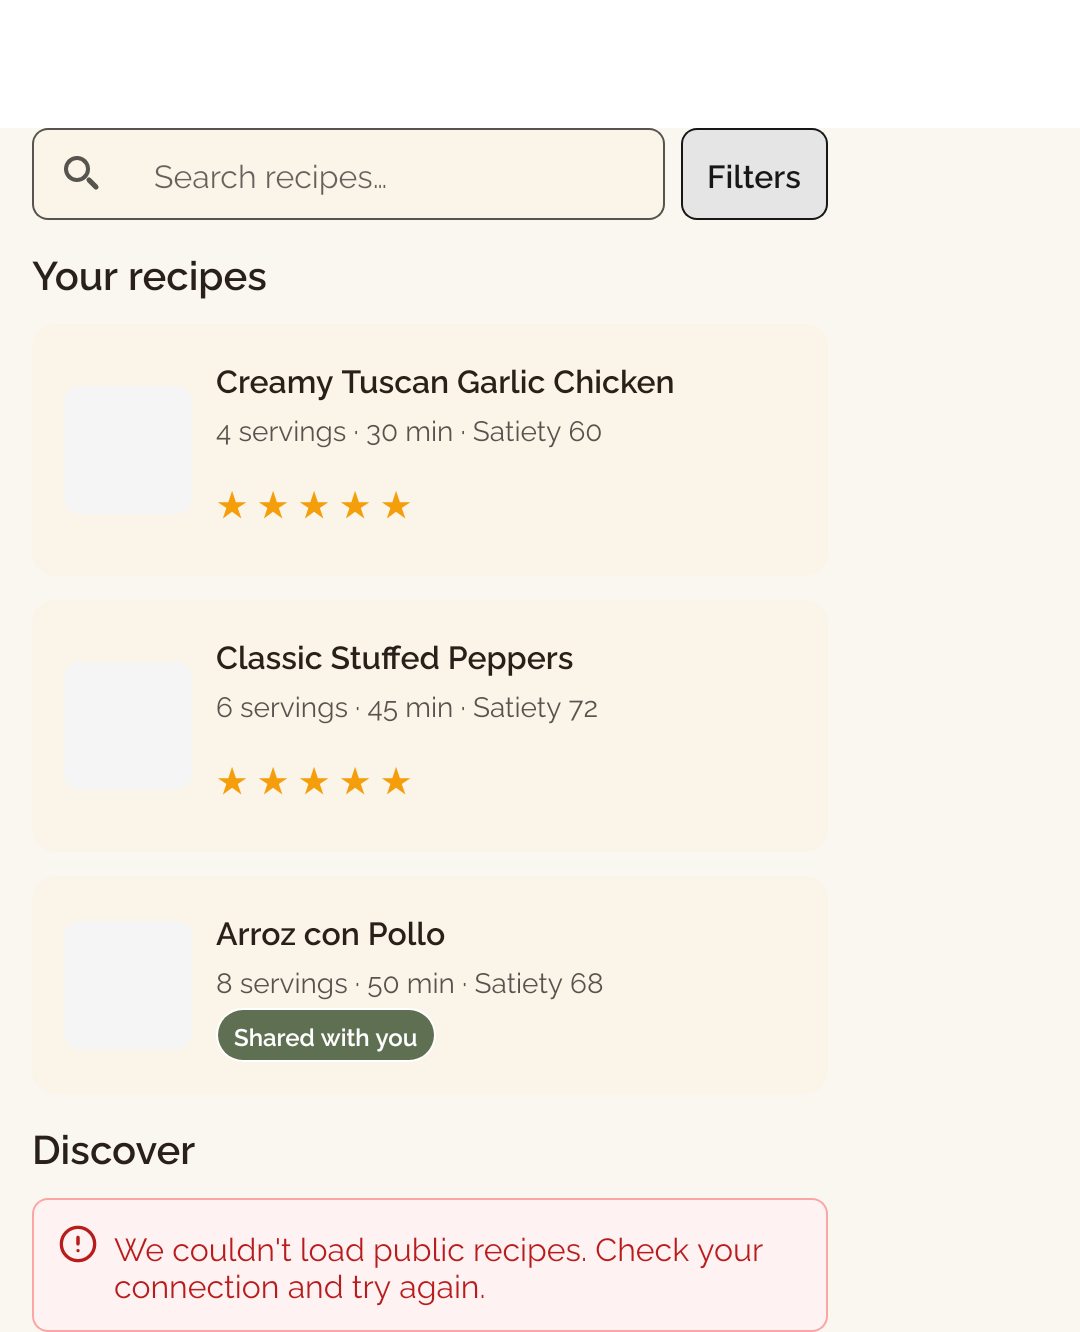 Search recipes...
Filters
Your recipes
Creamy Tuscan Garlic Chicken
4 servings · 30 min · Satiety 60
★ ★ ★ ★ ★
Classic Stuffed Peppers
6 servings · 45 min · Satiety 72
★ ★ ★ ★ ★
Arroz con Pollo
8 servings · 50 min · Satiety 68
Shared with you
Discover
We couldn't load public recipes. Check your
connection and try again.